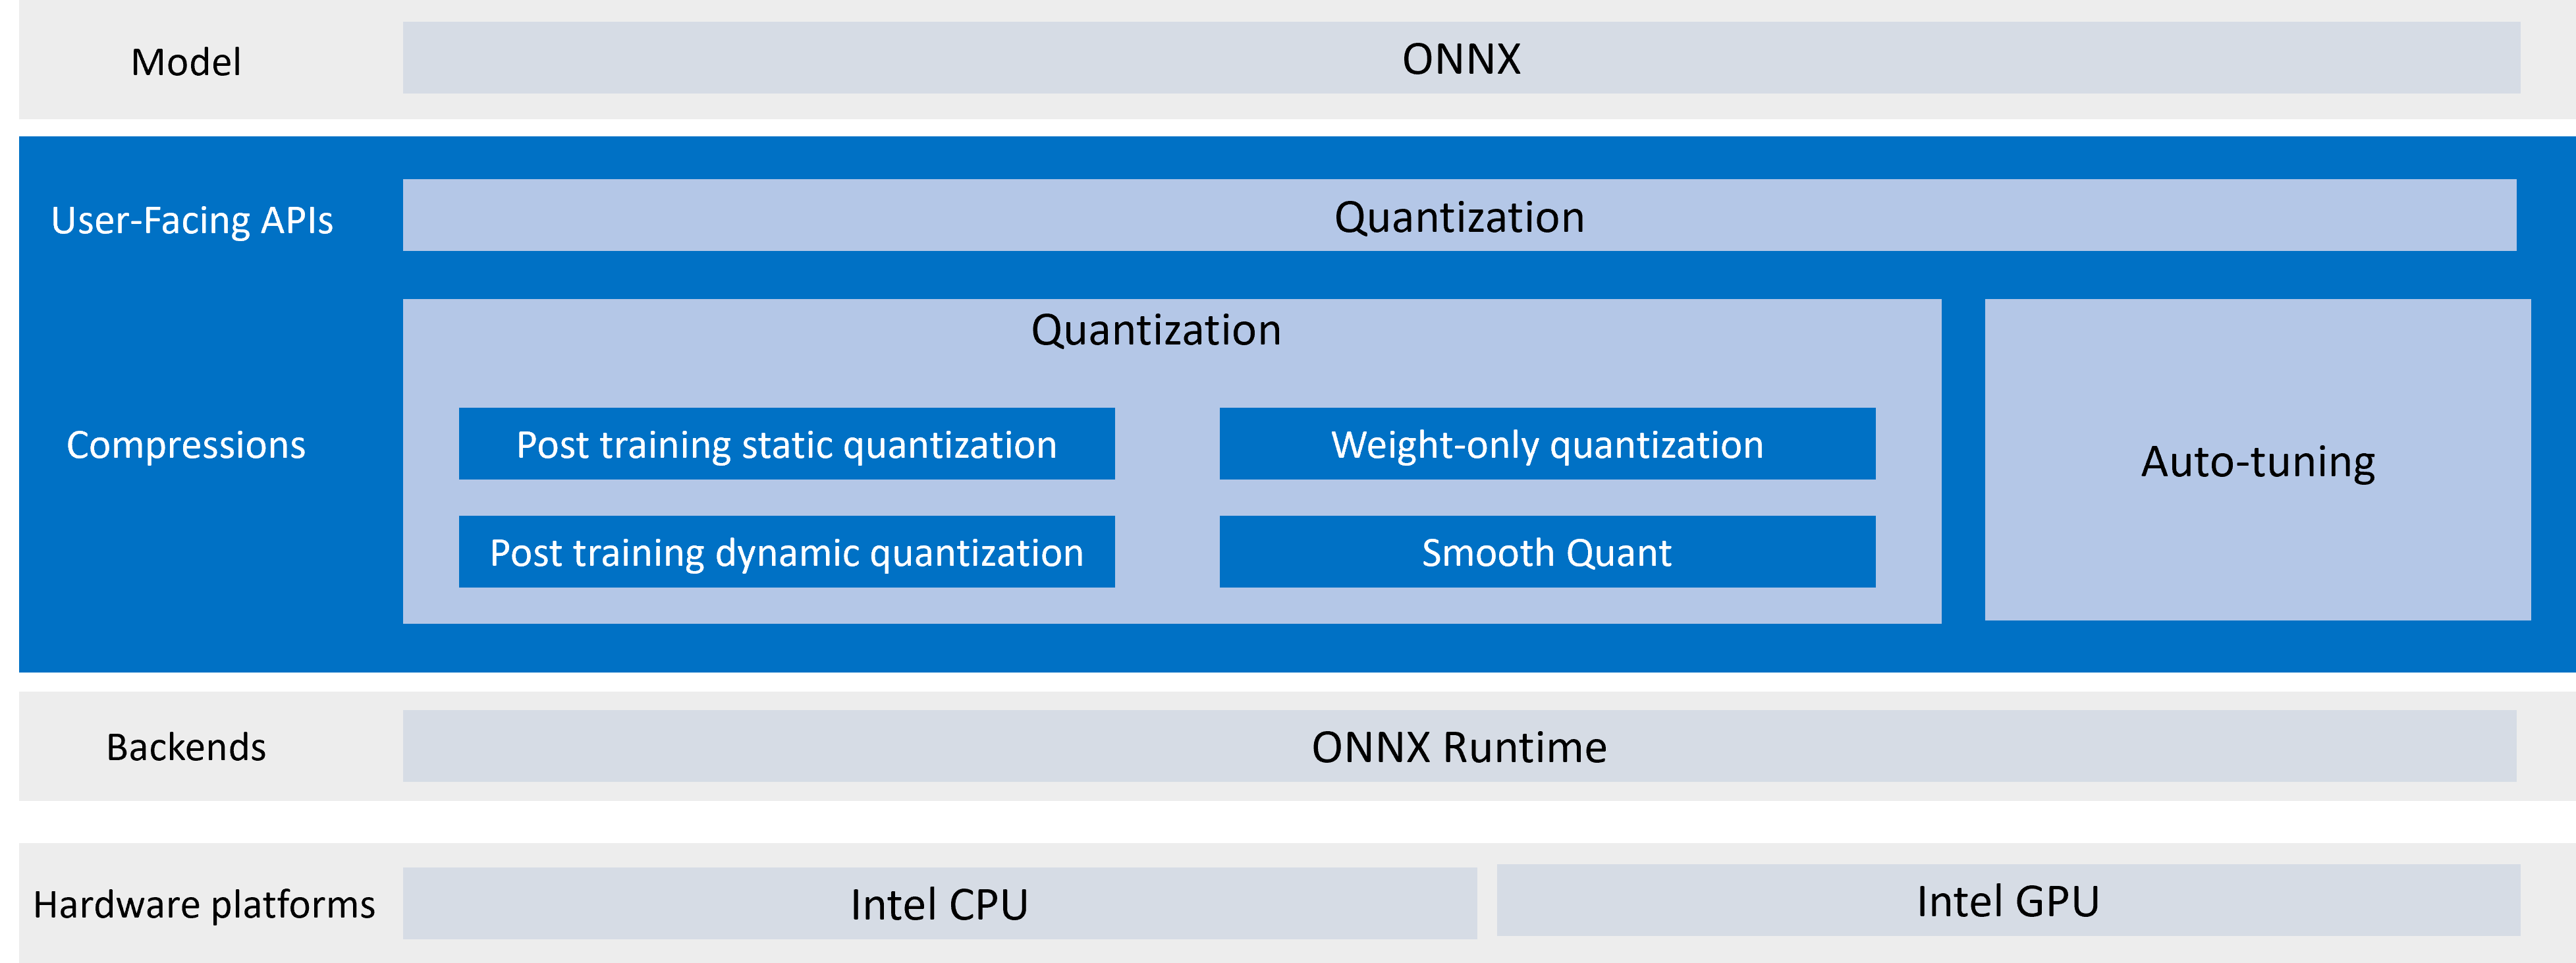 Model
ONNX
User-Facing APIs
Quantization
Compressions
Quantization
Post training static quantization
Weight-only quantization
Post training dynamic quantization
Smooth Quant
Auto-tuning
Backends
ONNX Runtime
Hardware platforms
Intel CPU
Intel GPU